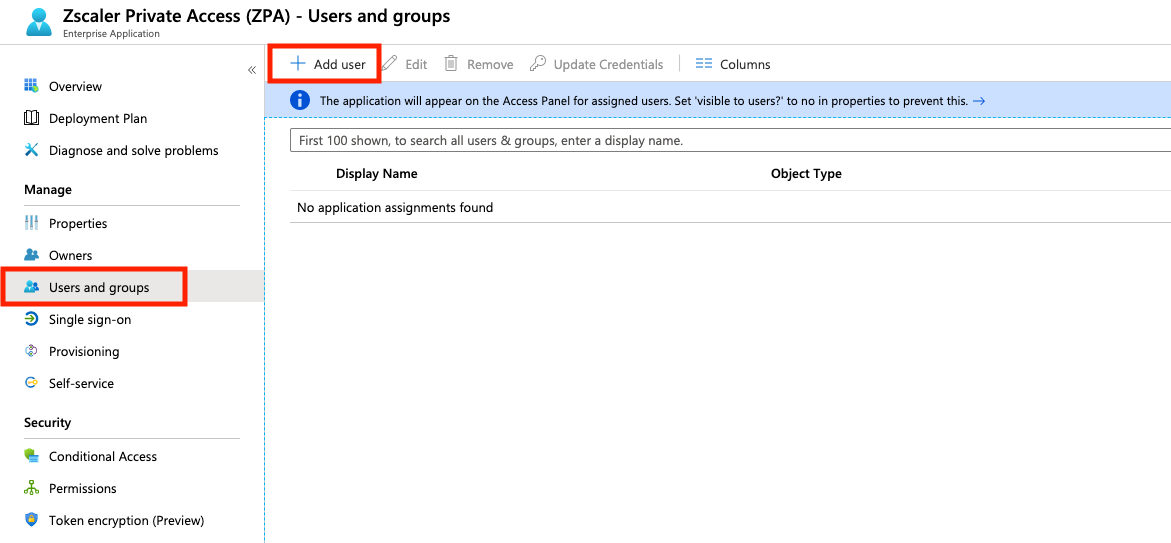 Zscaler Private Access (ZPA) - Users and groups
Enterprise Application
«
Overview
Deployment Plan
Diagnose and solve problems
Manage
Properties
Owners
Users and groups
Single sign-on
Provisioning
Self-service
Security
Conditional Access
Permissions
Token encryption (Preview)
+ Add user Edit Remove Update Credentials Columns
The application will appear on the Access Panel for assigned users. Set 'visible to users?' to no in properties to prevent this. →
First 100 shown, to search all users & groups, enter a display name.
Display Name Object Type
No application assignments found